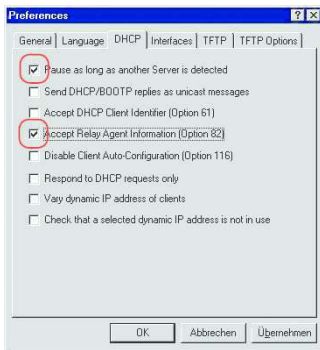 Preferences
General Language DHCP Interfaces TFTP TFTP Options
Pause as long as another Server is detected
Send DHCP/BOOTP replies as unicast messages
Accept DHCP Client Identifier (Option 61)
Accept Relay Agent Information (Option 82)
Disable Client Auto-Configuration (Option 116)
Respond to DHCP requests only
Vary dynamic IP address of clients
Check that a selected dynamic IP address is not in use
OK Abbrechen Übernehmen